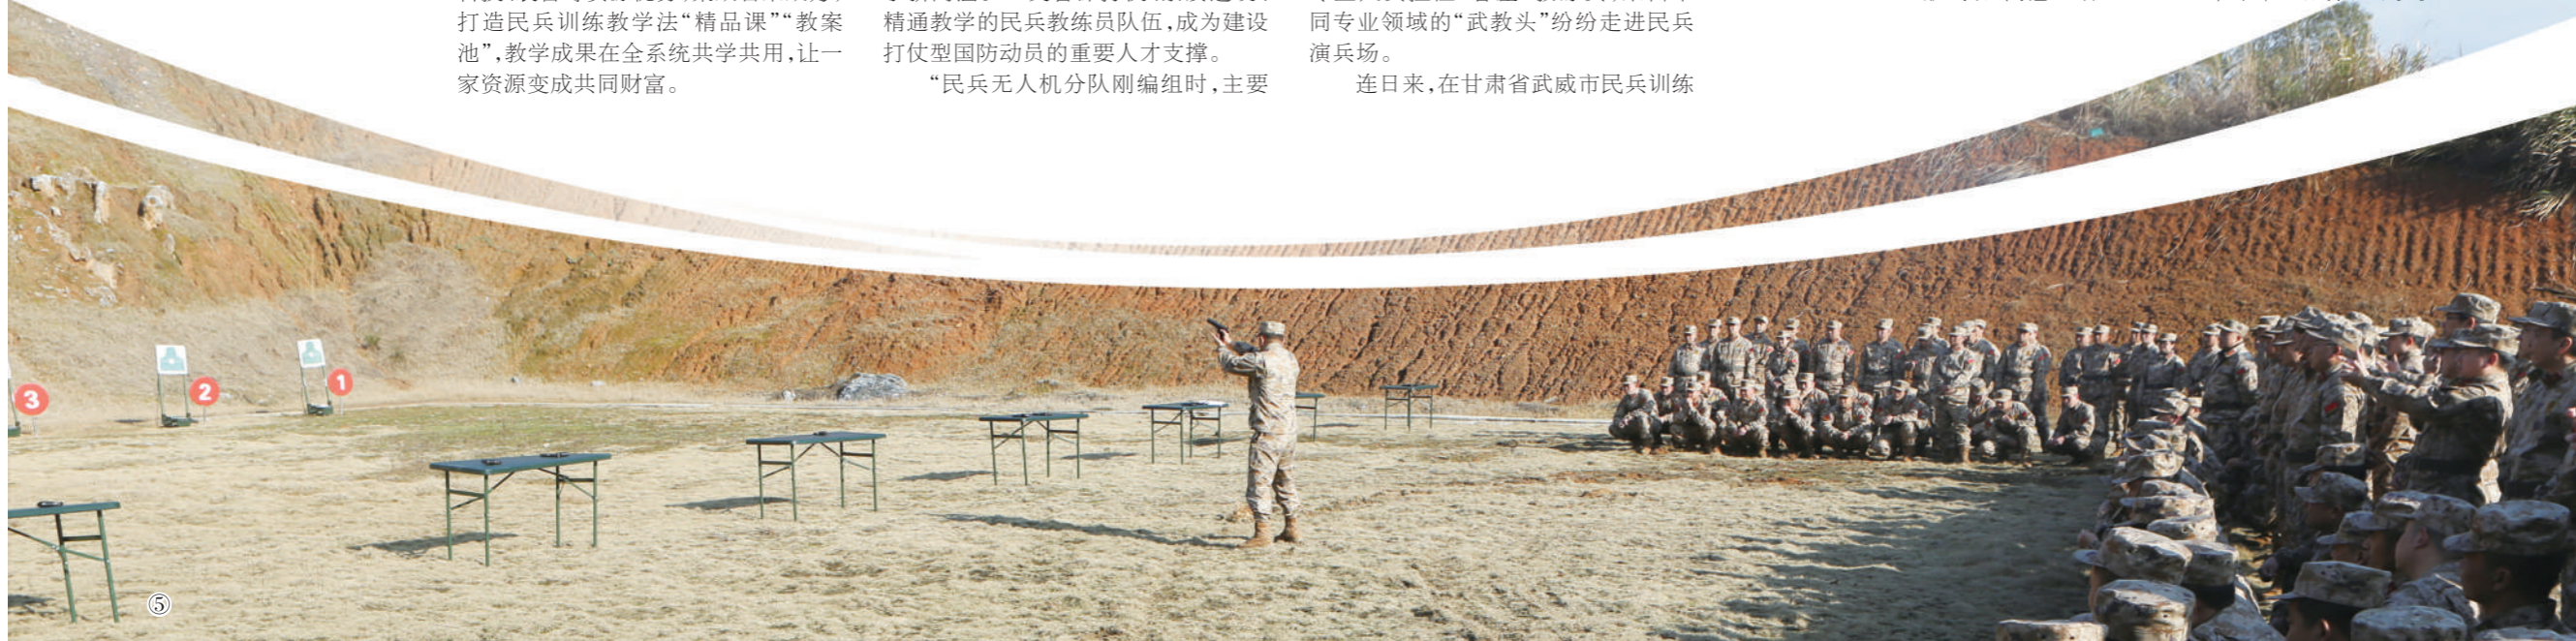 打造民兵训练教学法“精品课”“教案
池”,教学成果在全系统共学共用,让一
家资源变成共同财富。
精通教学的民兵教练员队伍,成为建设
打仗型国防动员的重要人才支撑。
“民兵无人机分队刚编组时,主要
同专业领域的“武教头”纷纷走进民兵
演兵场。
连日来,在甘肃省武威市民兵训练
3
2
1
⑤